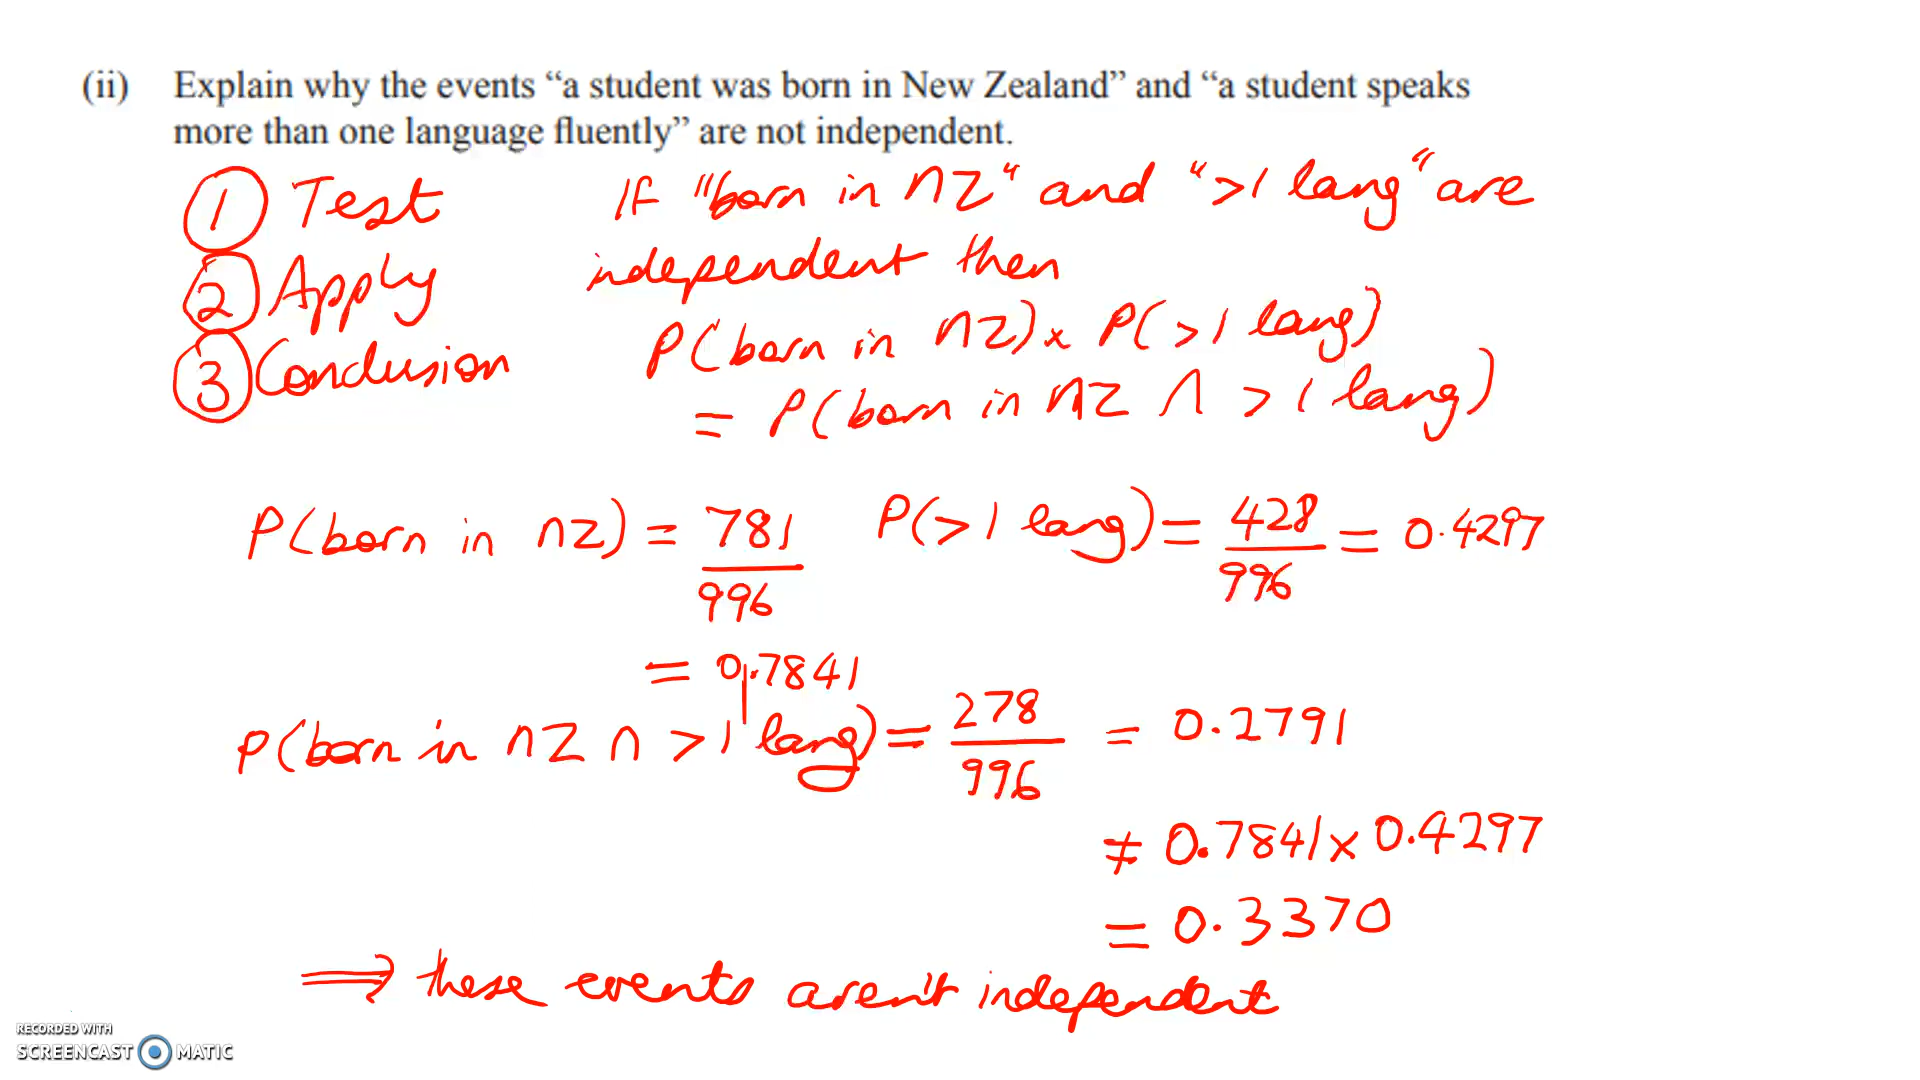 (ii) Explain why the events “a student was born in New Zealand” and “a student speaks
more than one language fluently” are not independent.
① Test
② Apply
③ Conclusion
If "born in NZ" and ">1 lang" are
independent then
P(born in NZ) × P(>1 lang)
= P(born in NZ ∩ >1 lang)
P(born in NZ) = 781/996
= 0.7841
P(>1 lang) = 428/996 = 0.4297
P(born in NZ ∩ >1 lang) = 278/996 = 0.2791
≠ 0.7841 × 0.4297
= 0.3370
⟹ these events aren't independent
RECORDED WITH
SCREENCAST MATIC